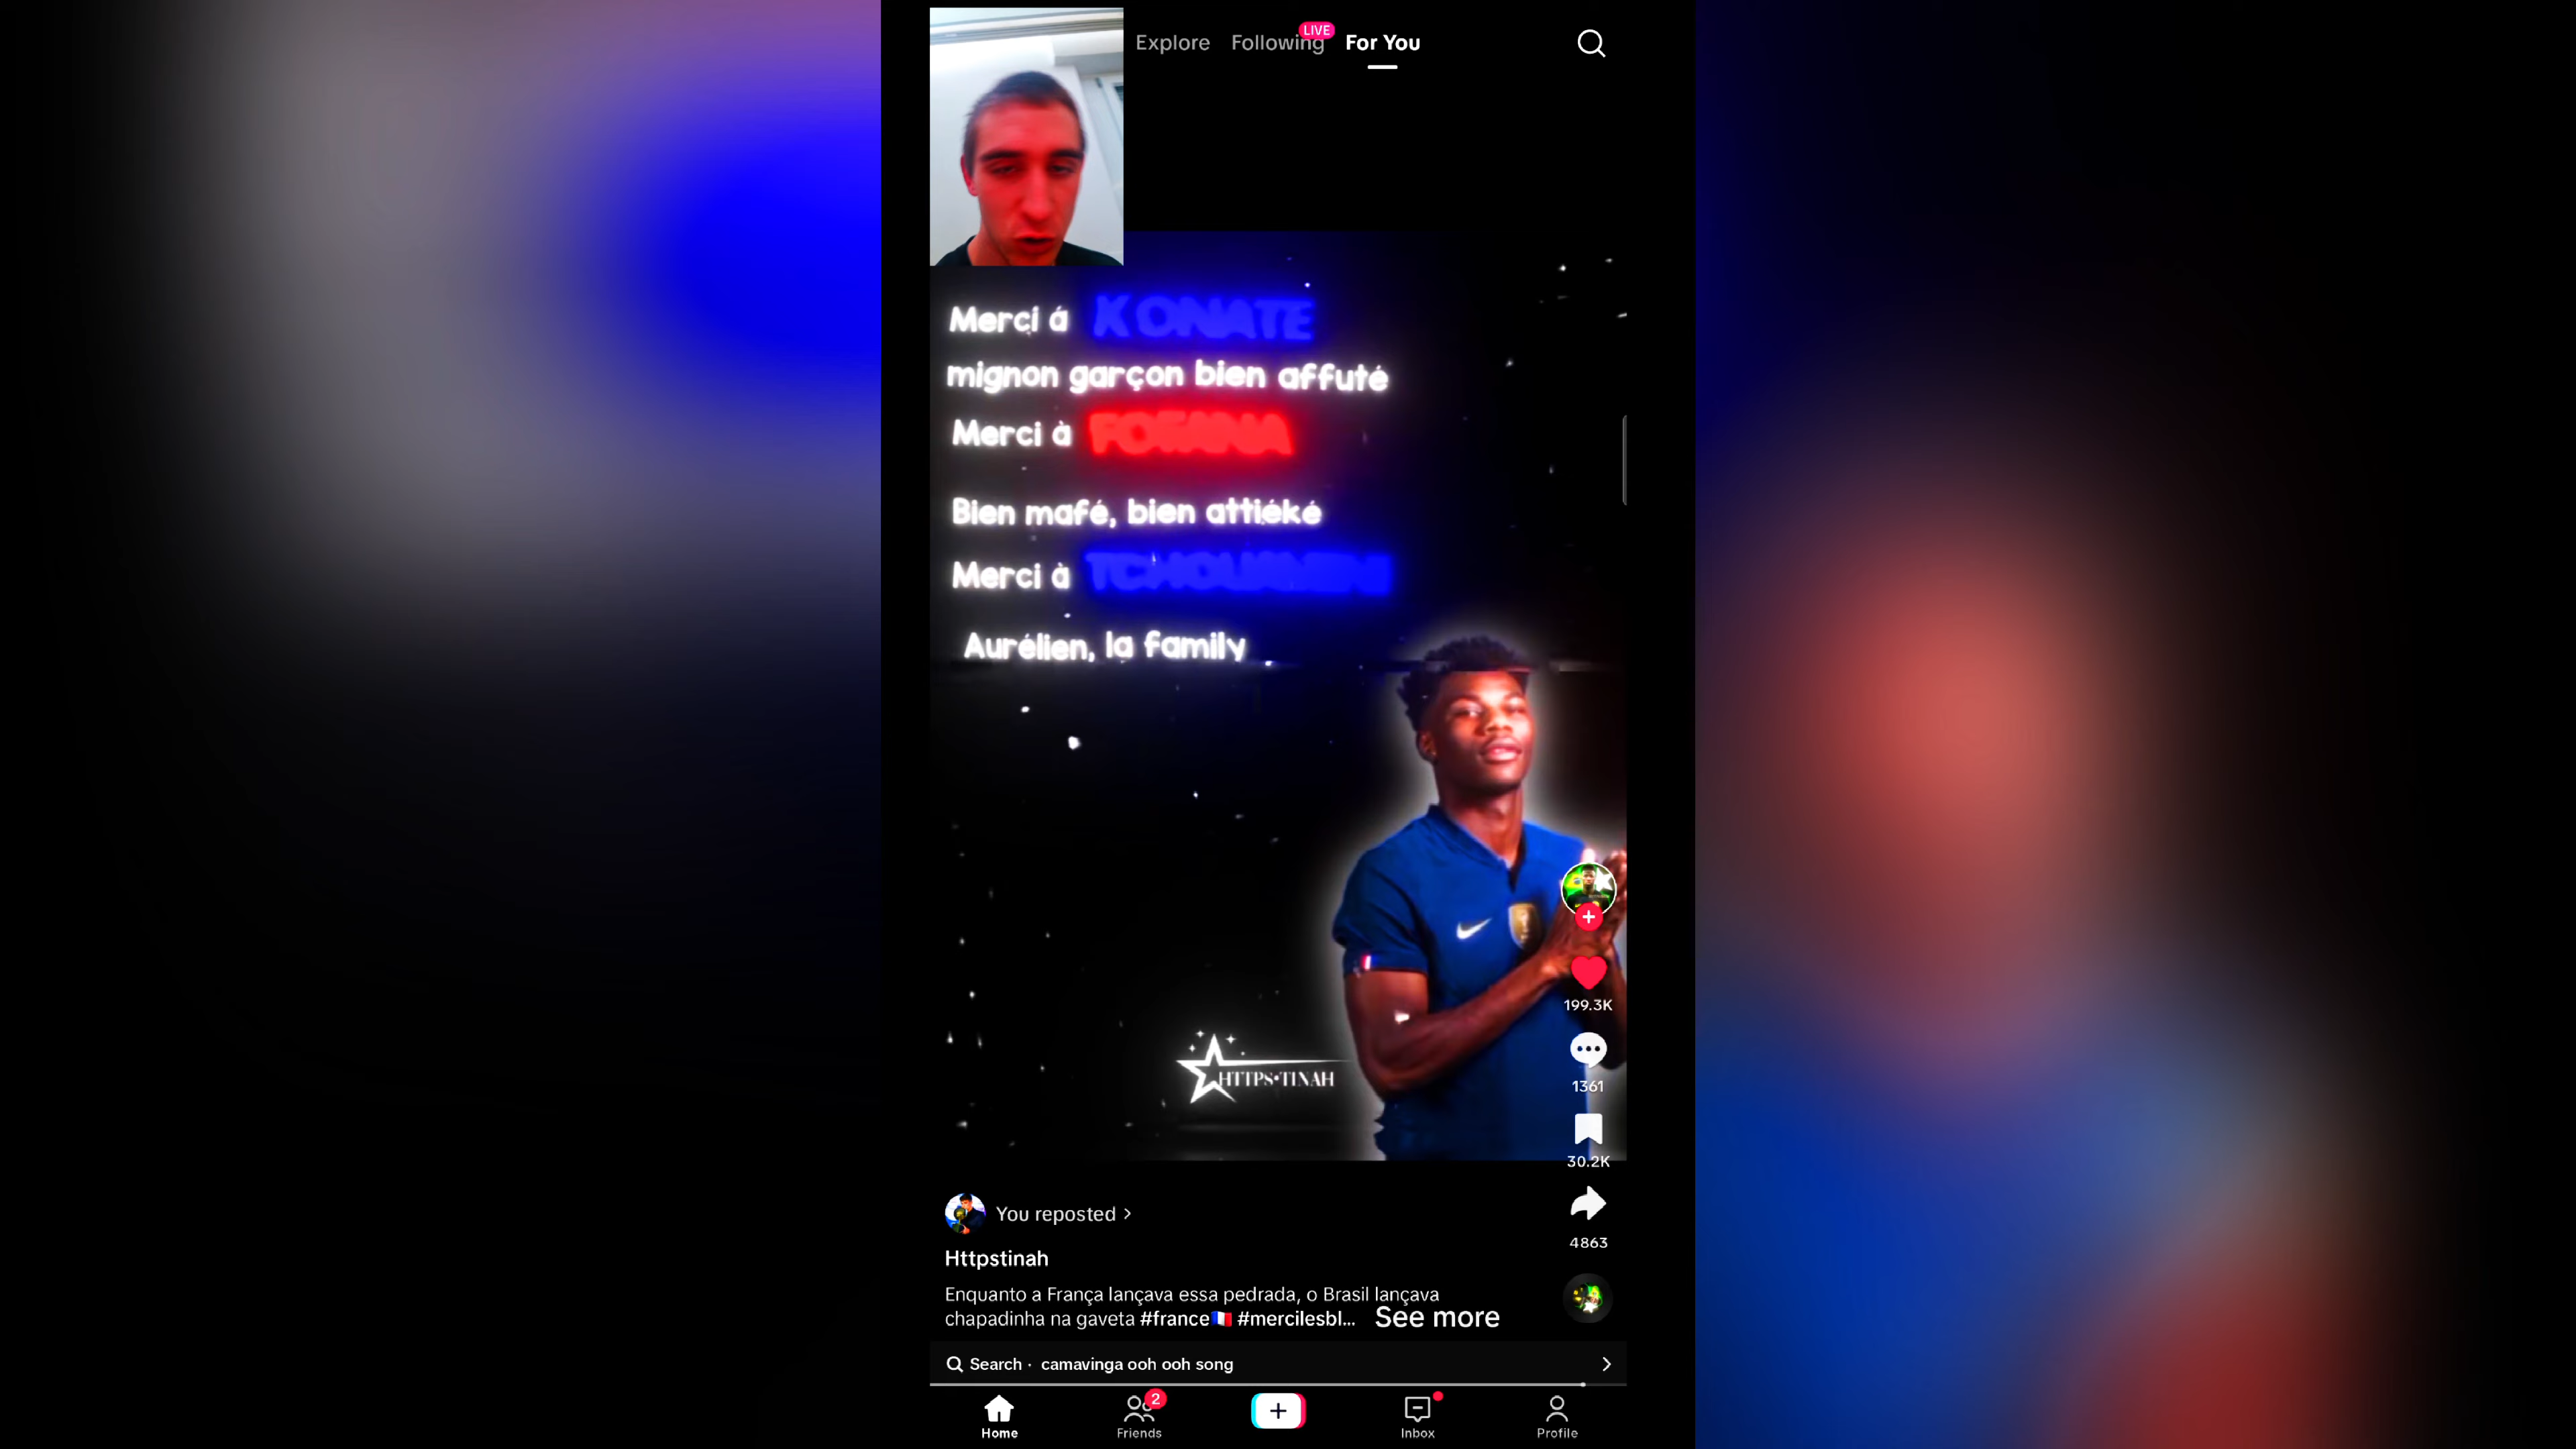 Explore Following LIVE For You
Merci á KONATE
mignon garçon bien affuté
Merci à FOFANA
Bien mafé, bien attiéké
Merci à TCHOUAMENI
Aurélien, la family
HTTPS•TINAH
199.3K
1361
30.2K
4863
You reposted >
Httpstinah
Enquanto a França lançava essa pedrada, o Brasil lançava
chapadinha na gaveta #france🇫🇷 #mercilesbl... See more
Search · camavinga ooh ooh song
2
Home Friends Inbox Profile